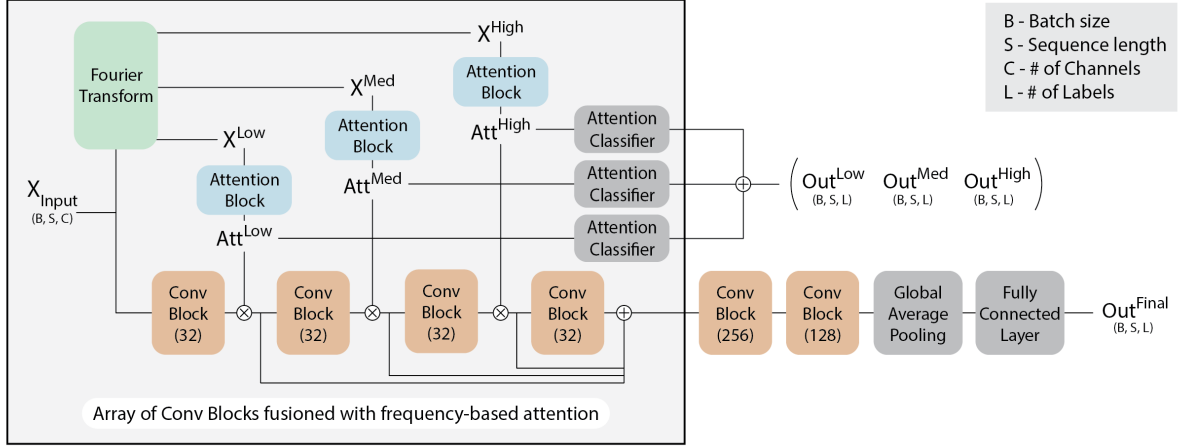 B - Batch size
S - Sequence length
C - # of Channels
L - # of Labels
Fourier
Transform
X^High
Attention
Block
Att^High
X^Med
Attention
Block
Att^Med
X^Low
Attention
Block
Att^Low
Attention
Classifier
Attention
Classifier
Attention
Classifier
X_Input
(B, S, C)
Out^Low Out^Med Out^High
(B, S, L) (B, S, L) (B, S, L)
Conv
Block
(32)
Conv
Block
(32)
Conv
Block
(32)
Conv
Block
(32)
Conv
Block
(256)
Conv
Block
(128)
Global
Average
Pooling
Fully
Connected
Layer
Out^Final
(B, S, L)
Array of Conv Blocks fusioned with frequency-based attention